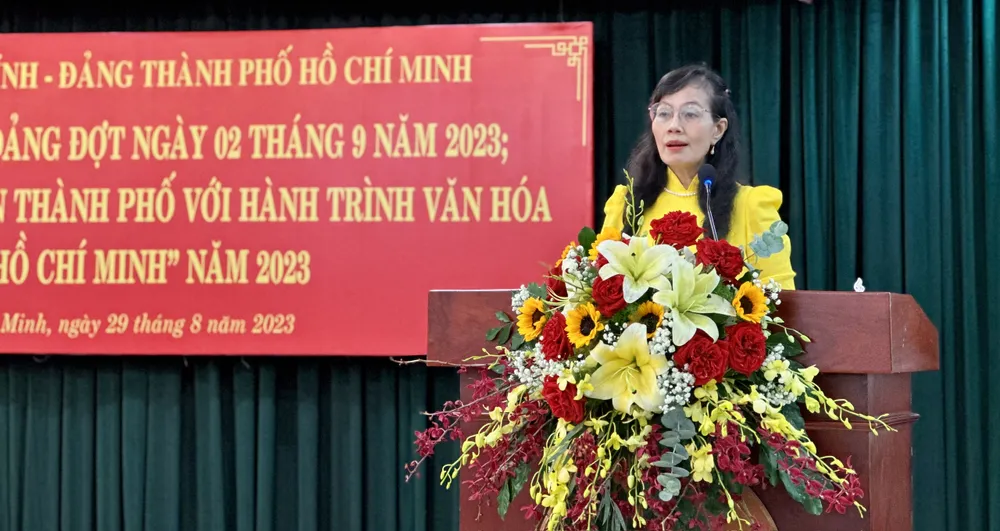 ÍNH - ĐẢNG THÀNH PHỐ HỒ CHÍ MINH
ĐẢNG ĐỢT NGÀY 02 THÁNG 9 NĂM 2023;
N THÀNH PHỐ VỚI HÀNH TRÌNH VĂN HÓA
HỒ CHÍ MINH” NĂM 2023
Minh, ngày 29 tháng 8 năm 2023